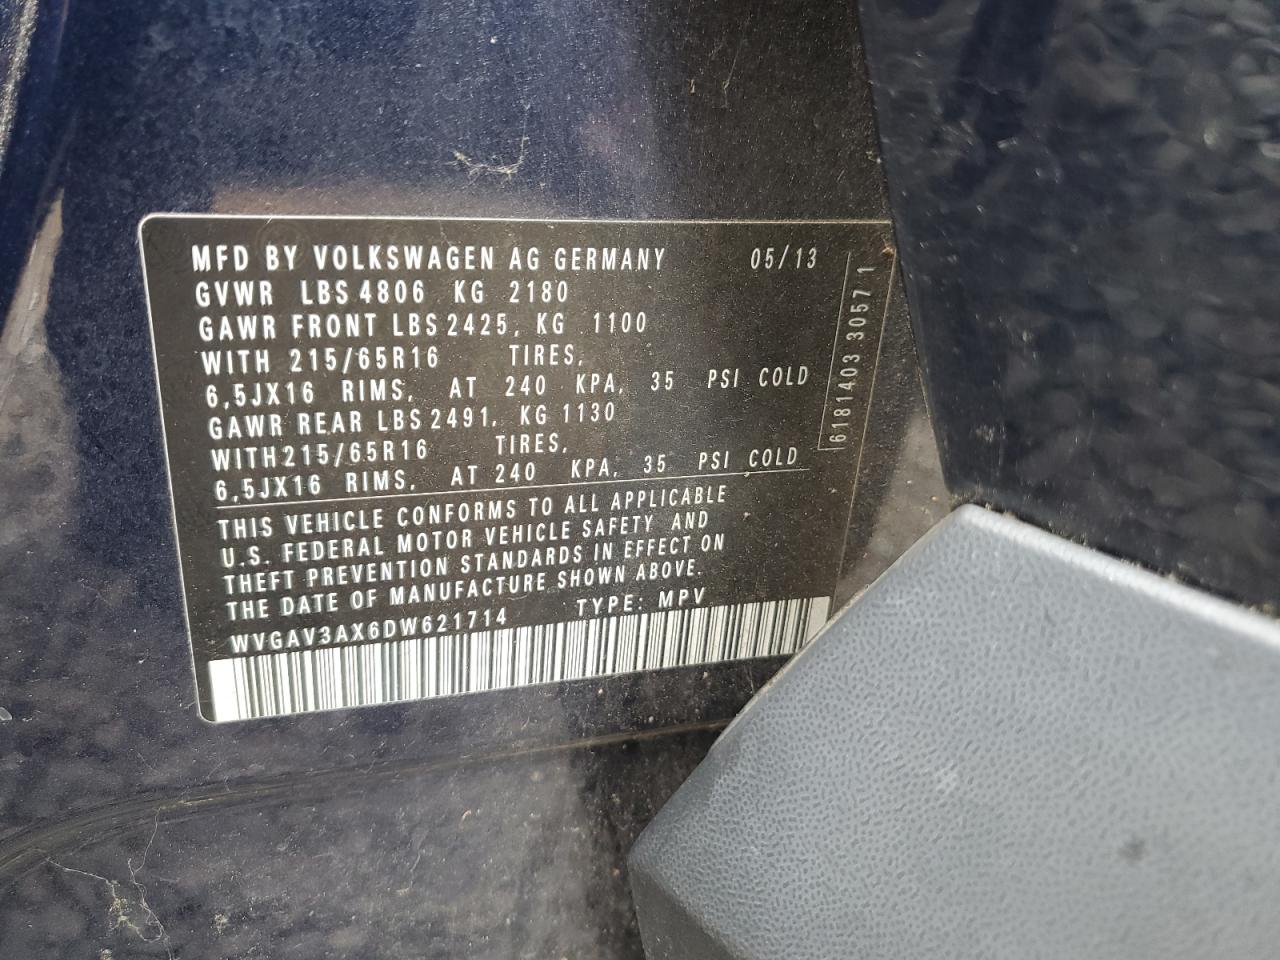 MFD BY VOLKSWAGEN AG GERMANY 05/13
GVWR LBS 4806 KG 2180
GAWR FRONT LBS 2425, KG 1100
WITH 215/65R16 TIRES,
6,5JX16 RIMS, AT 240 KPA, 35 PSI COLD
GAWR REAR LBS 2491, KG 1130
WITH 215/65R16 TIRES,
6,5JX16 RIMS, AT 240 KPA, 35 PSI COLD
THIS VEHICLE CONFORMS TO ALL APPLICABLE
U.S. FEDERAL MOTOR VEHICLE SAFETY AND
THEFT PREVENTION STANDARDS IN EFFECT ON
THE DATE OF MANUFACTURE SHOWN ABOVE.
WVGAV3AX6DW621714 TYPE: MPV
6181403 30571